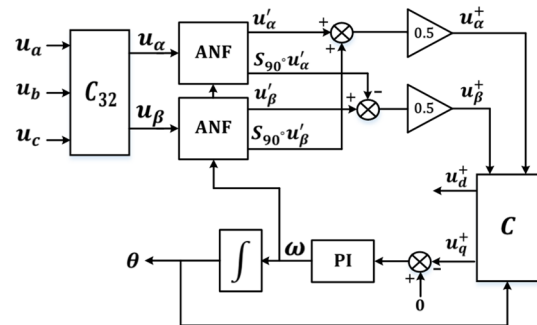 u_a
u_b
u_c
C_32
u_α
u_β
ANF
ANF
u′_α
S_90° u′_α
u′_β
S_90° u′_β
+
+
−
+
0.5
0.5
u_α^+
u_β^+
C
u_d^+
u_q^+
−
+
0
PI
ω
∫
θ